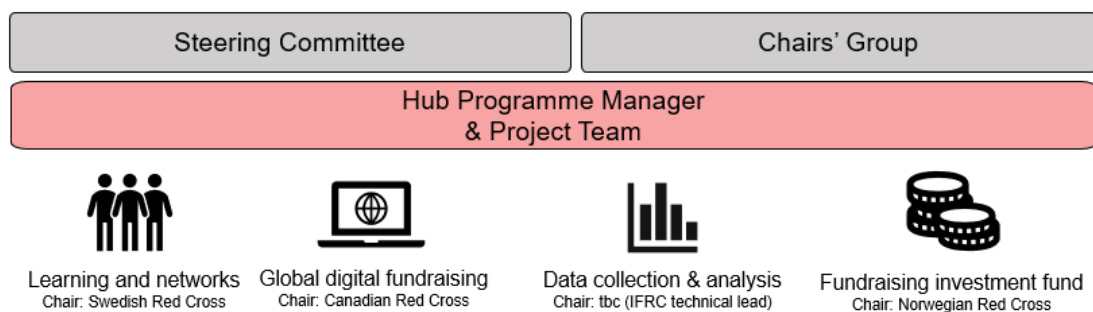 Steering Committee
Chairs' Group
Hub Programme Manager
& Project Team
Learning and networks
Chair: Swedish Red Cross
Global digital fundraising
Chair: Canadian Red Cross
Data collection & analysis
Chair: tbc (IFRC technical lead)
Fundraising investment fund
Chair: Norwegian Red Cross